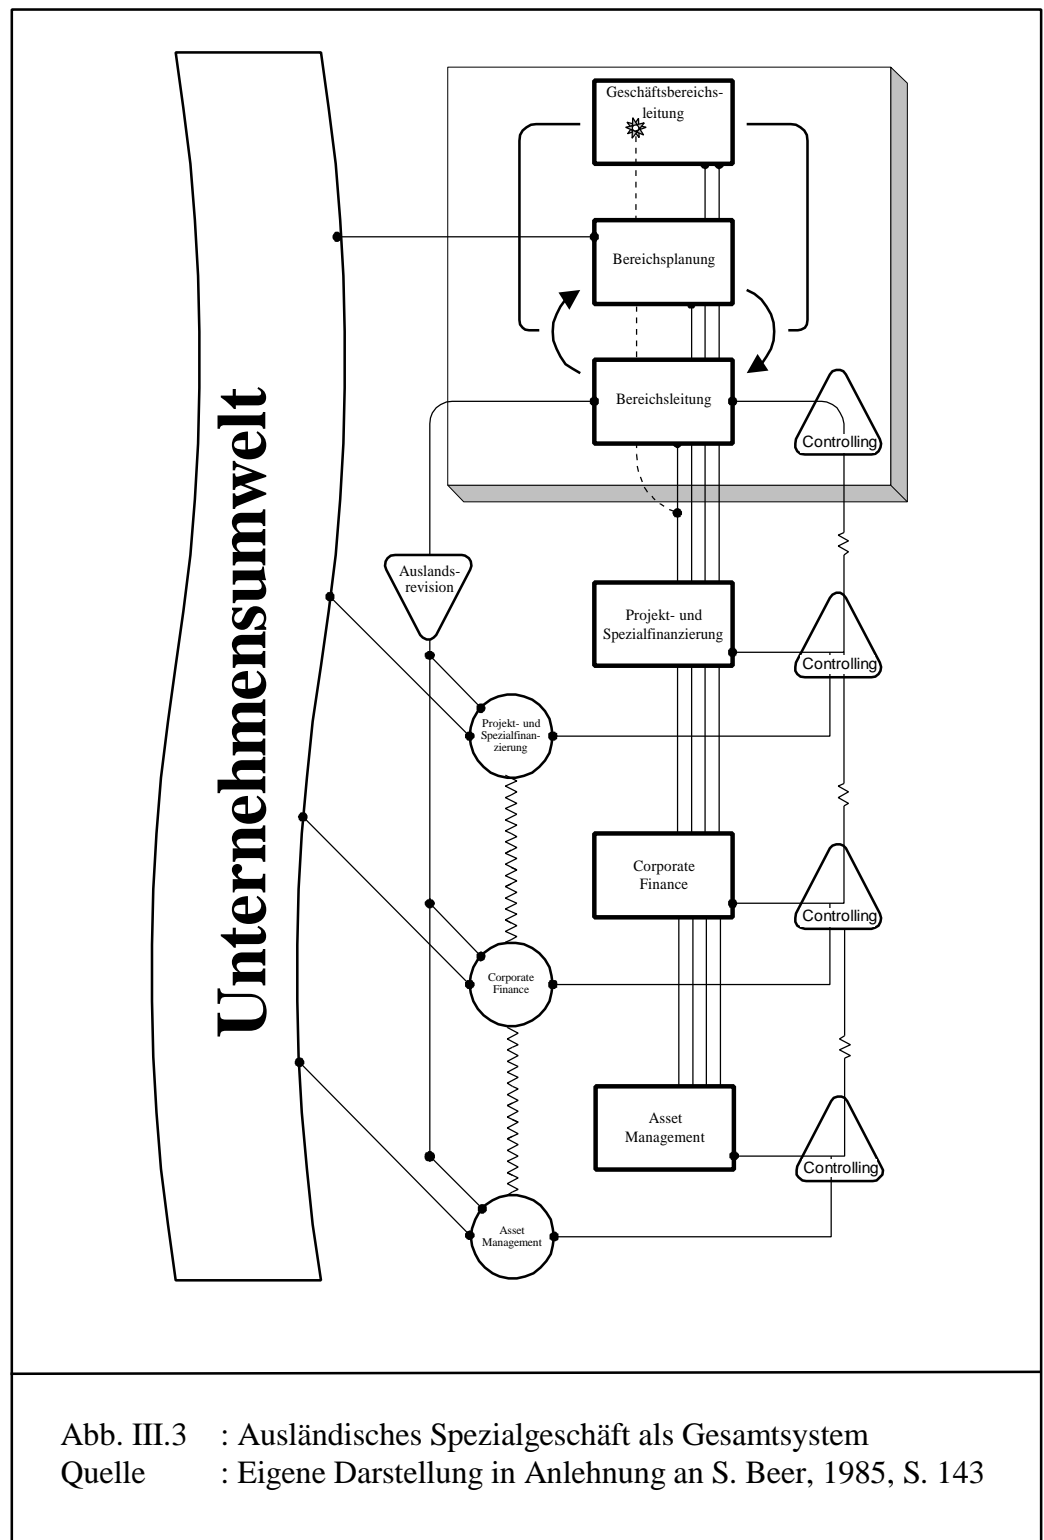 Geschäftsbereichs-
leitung
Bereichsplanung
Bereichsleitung
Controlling
Unternehmensumwelt
Auslands-
revision
Projekt- und
Spezialfinanzierung
Controlling
Projekt- und
Spezialfinan-
zierung
Corporate
Finance
Controlling
Corporate
Finance
Asset
Management
Controlling
Asset
Management
Abb. III.3 : Ausländisches Spezialgeschäft als Gesamtsystem
Quelle : Eigene Darstellung in Anlehnung an S. Beer, 1985, S. 143